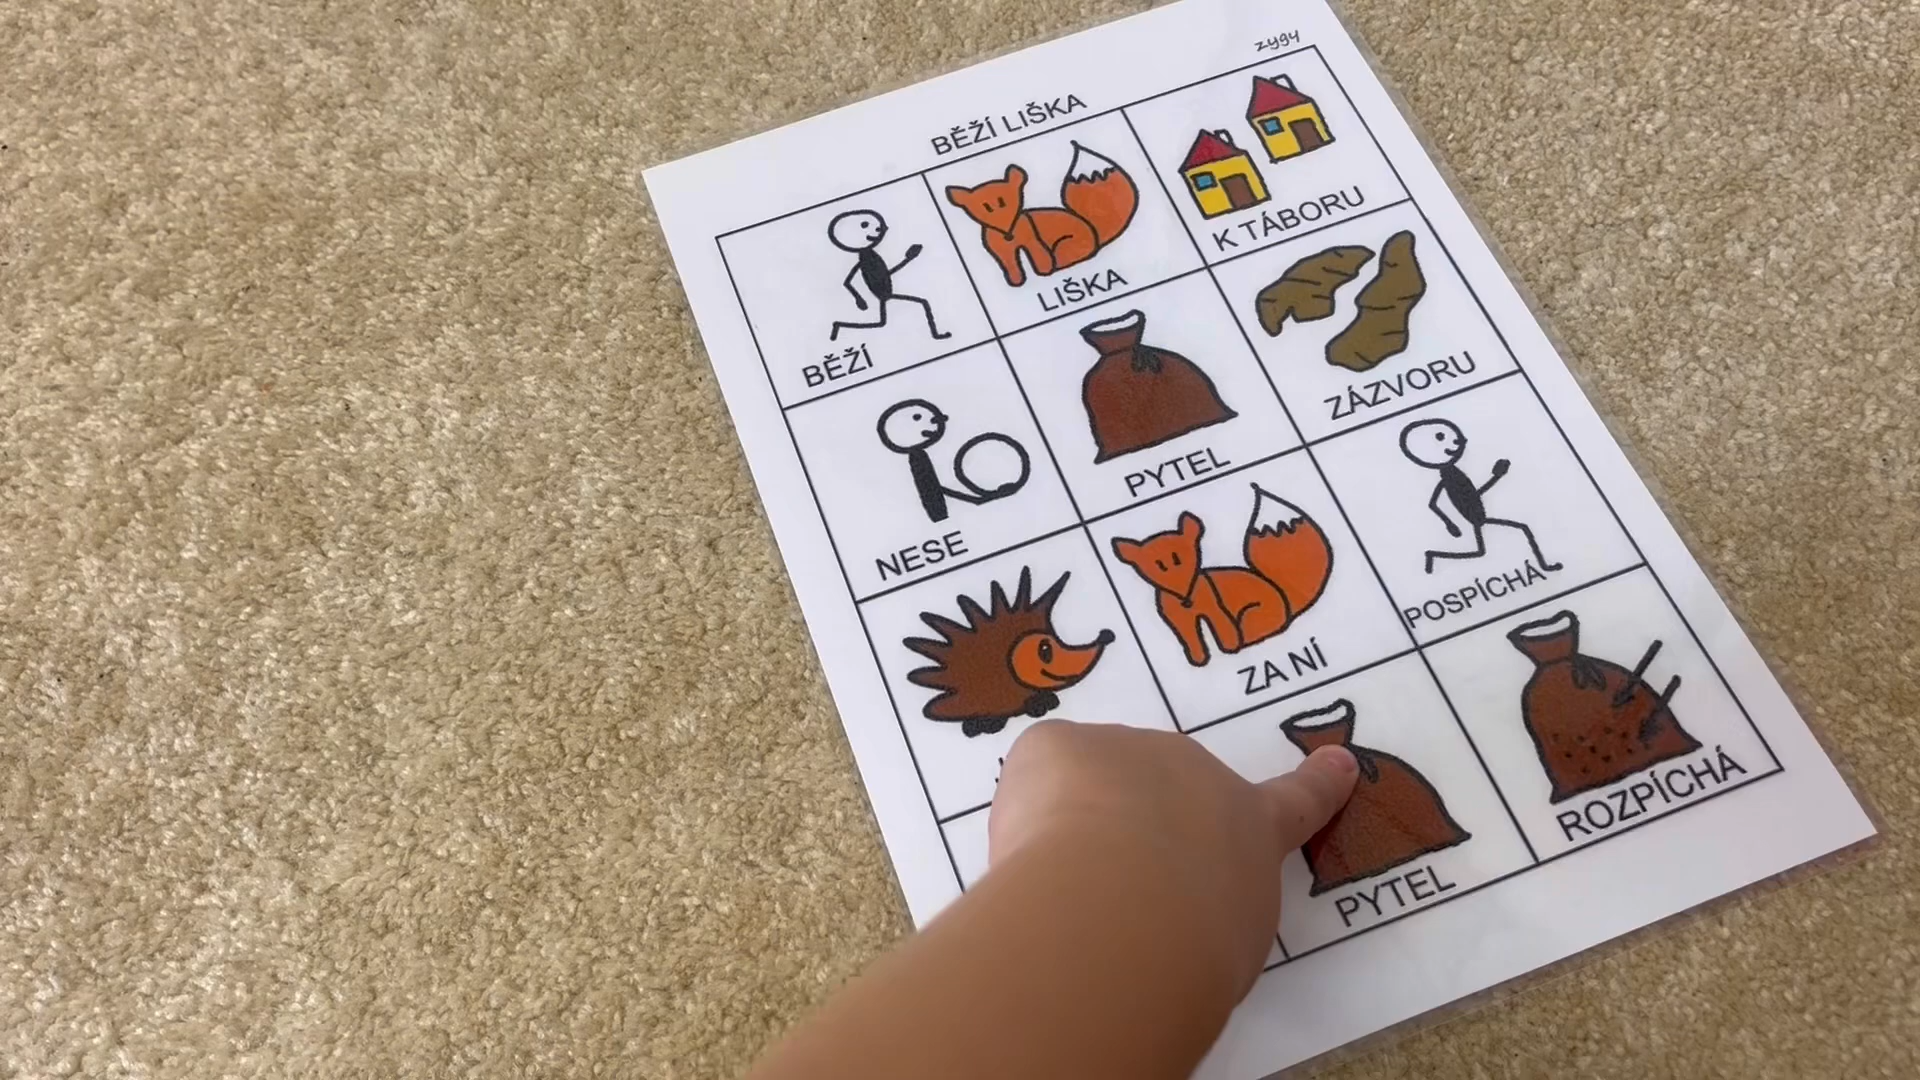 zygy
BĚŽÍ LIŠKA
BĚŽÍ
LIŠKA
K TÁBORU
NESE
PYTEL
ZÁZVORU
ZA NÍ
POSPÍCHÁ
PYTEL
ROZPÍCHÁ